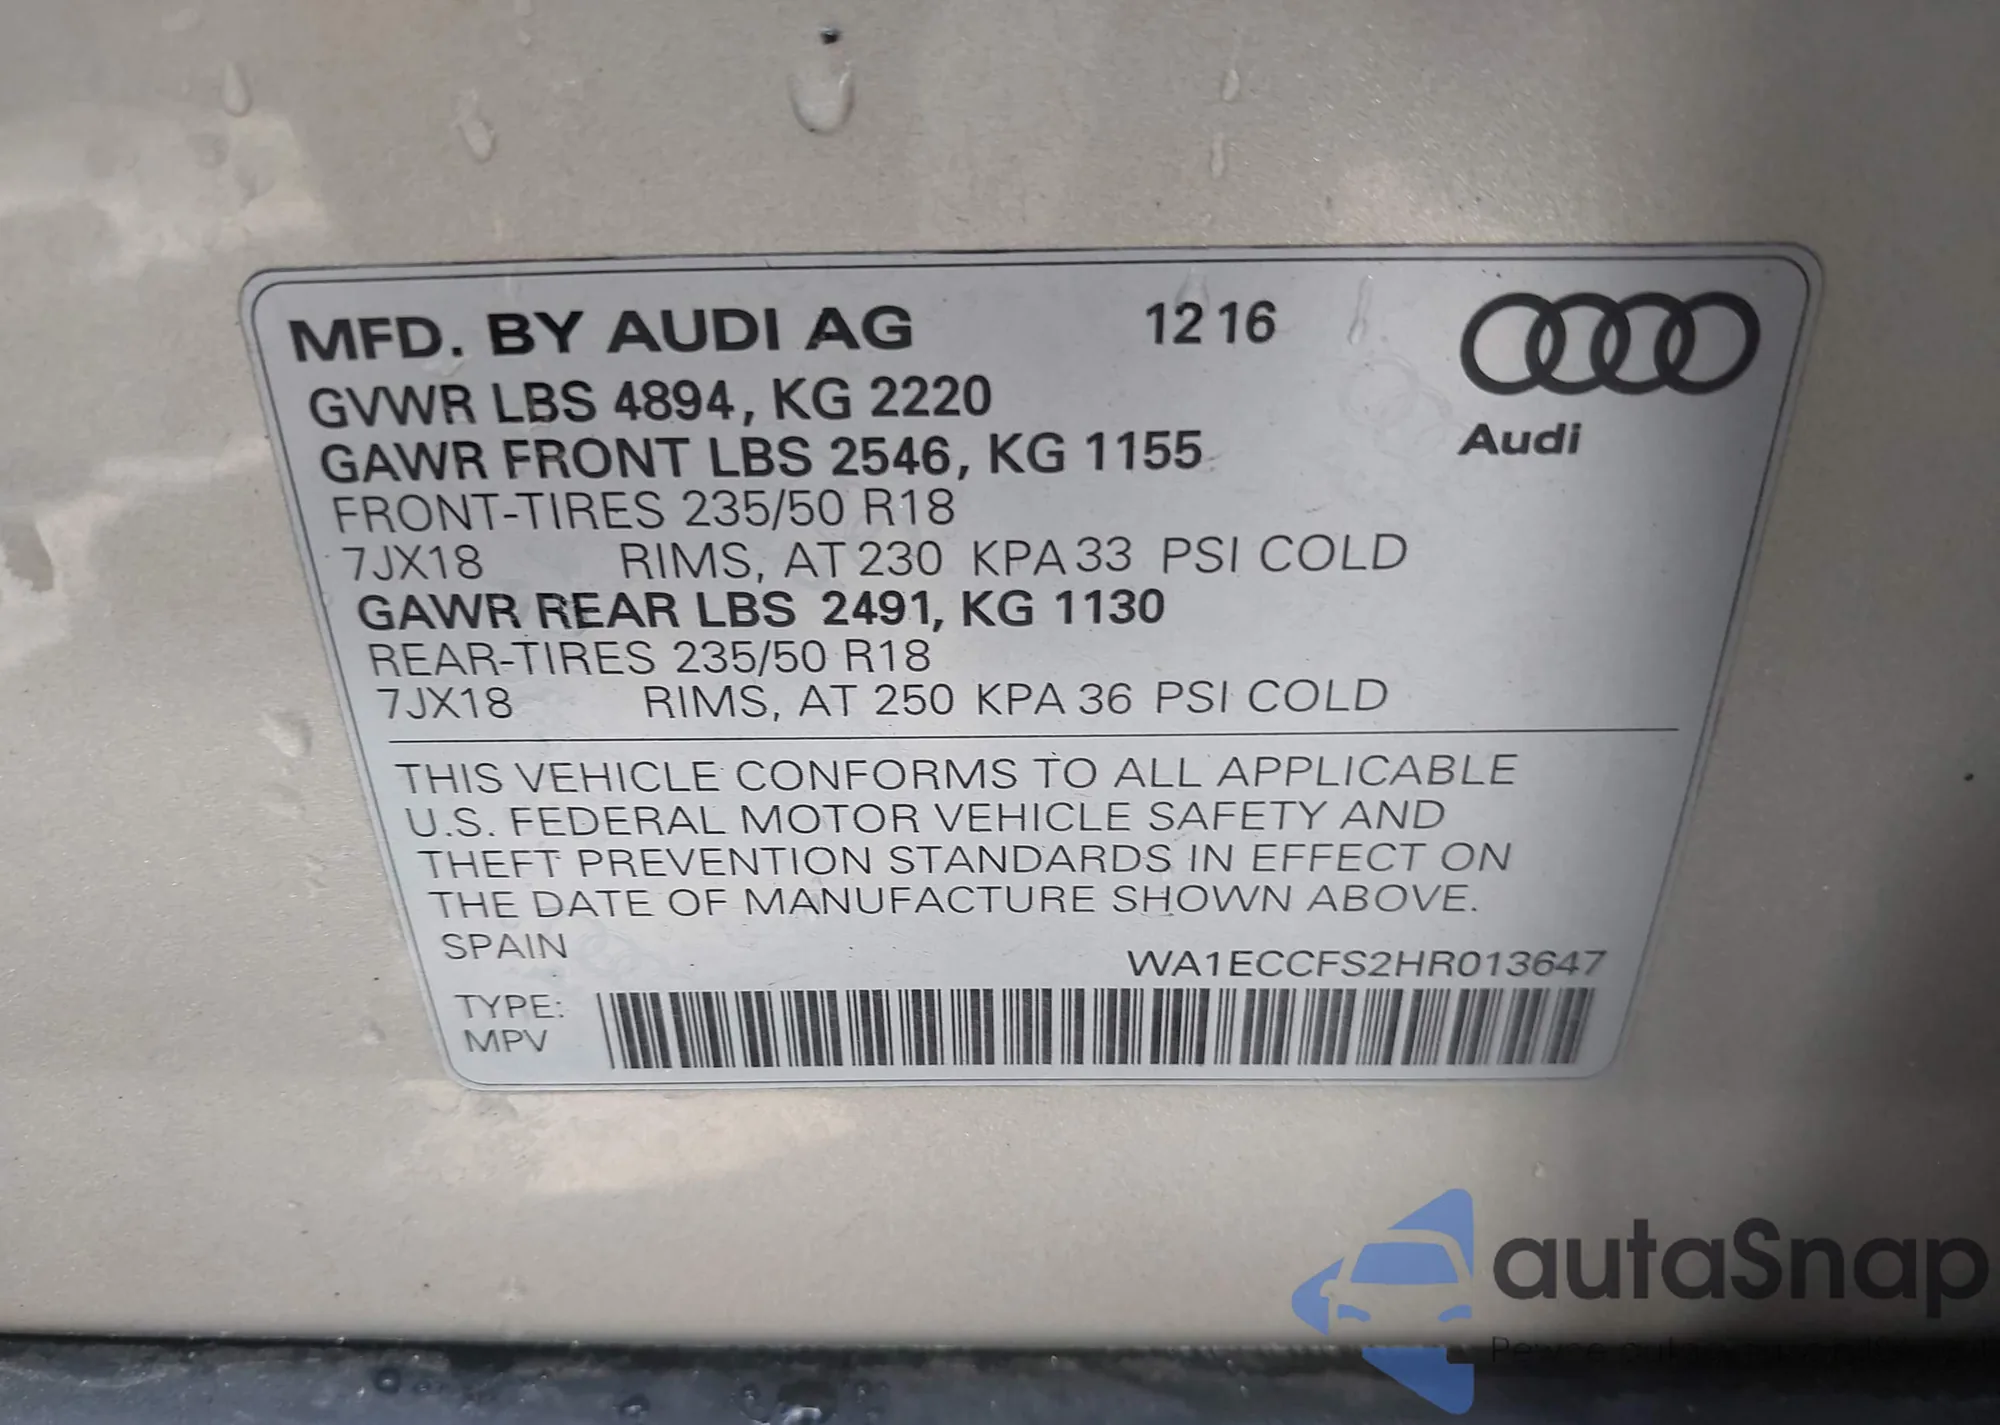 MFD. BY AUDI AG 12 16
Audi
GVWR LBS 4894, KG 2220
GAWR FRONT LBS 2546, KG 1155
FRONT-TIRES 235/50 R18
7JX18 RIMS, AT 230 KPA 33 PSI COLD
GAWR REAR LBS 2491, KG 1130
REAR-TIRES 235/50 R18
7JX18 RIMS, AT 250 KPA 36 PSI COLD
THIS VEHICLE CONFORMS TO ALL APPLICABLE
U.S. FEDERAL MOTOR VEHICLE SAFETY AND
THEFT PREVENTION STANDARDS IN EFFECT ON
THE DATE OF MANUFACTURE SHOWN ABOVE.
SPAIN
WA1ECCFS2HR013647
TYPE:
MPV
autaSnap